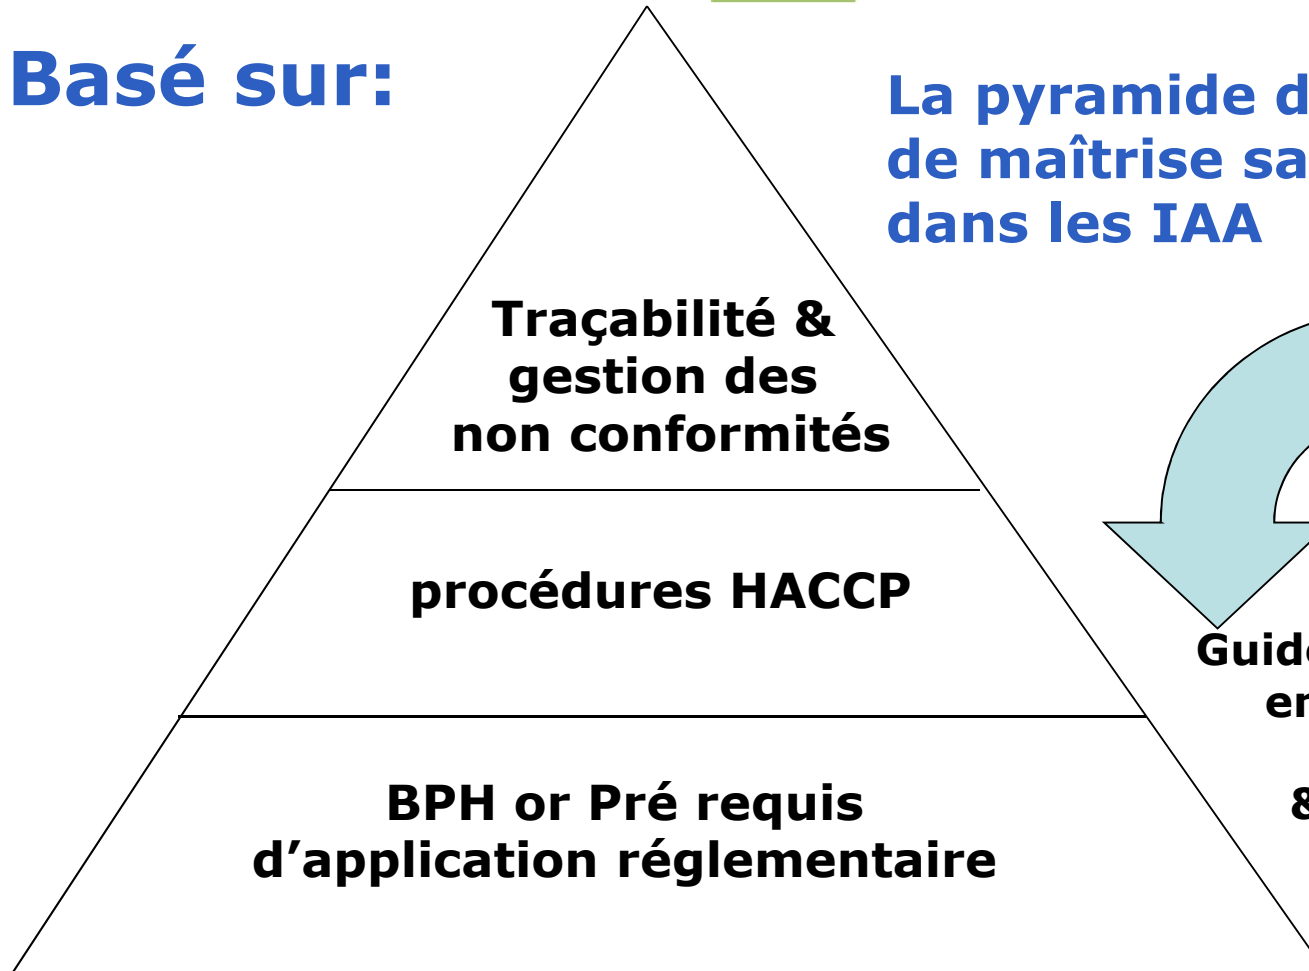 Basé sur:
La pyramide d
de maîtrise sa
dans les IAA
Traçabilité &
gestion des
non conformités
procédures HACCP
BPH or Pré requis
d’application réglementaire
Guid
en
&